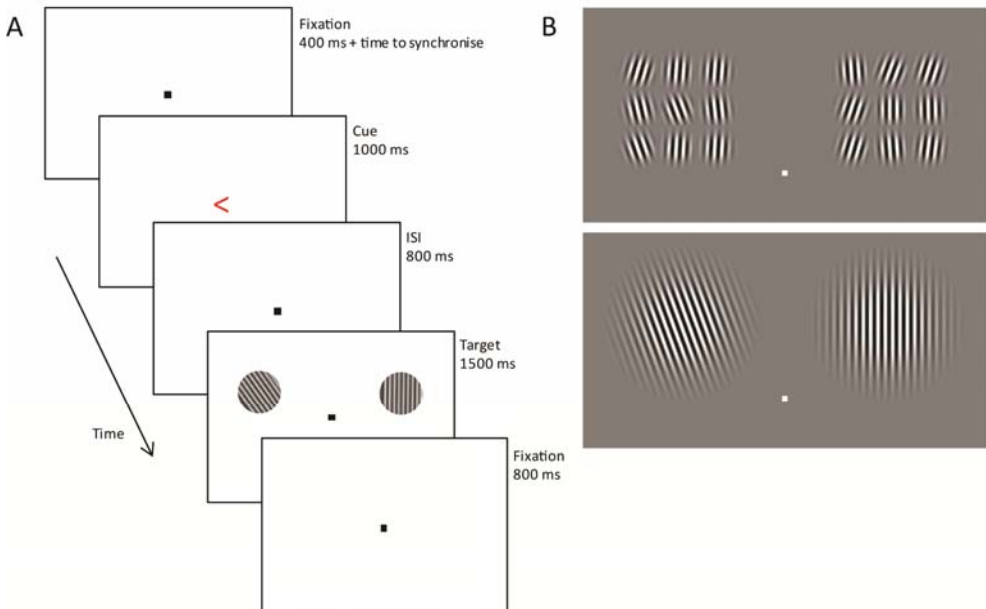 A
Fixation
400 ms + time to synchronise
Cue
1000 ms
<
ISI
800 ms
Target
1500 ms
Time
Fixation
800 ms
B